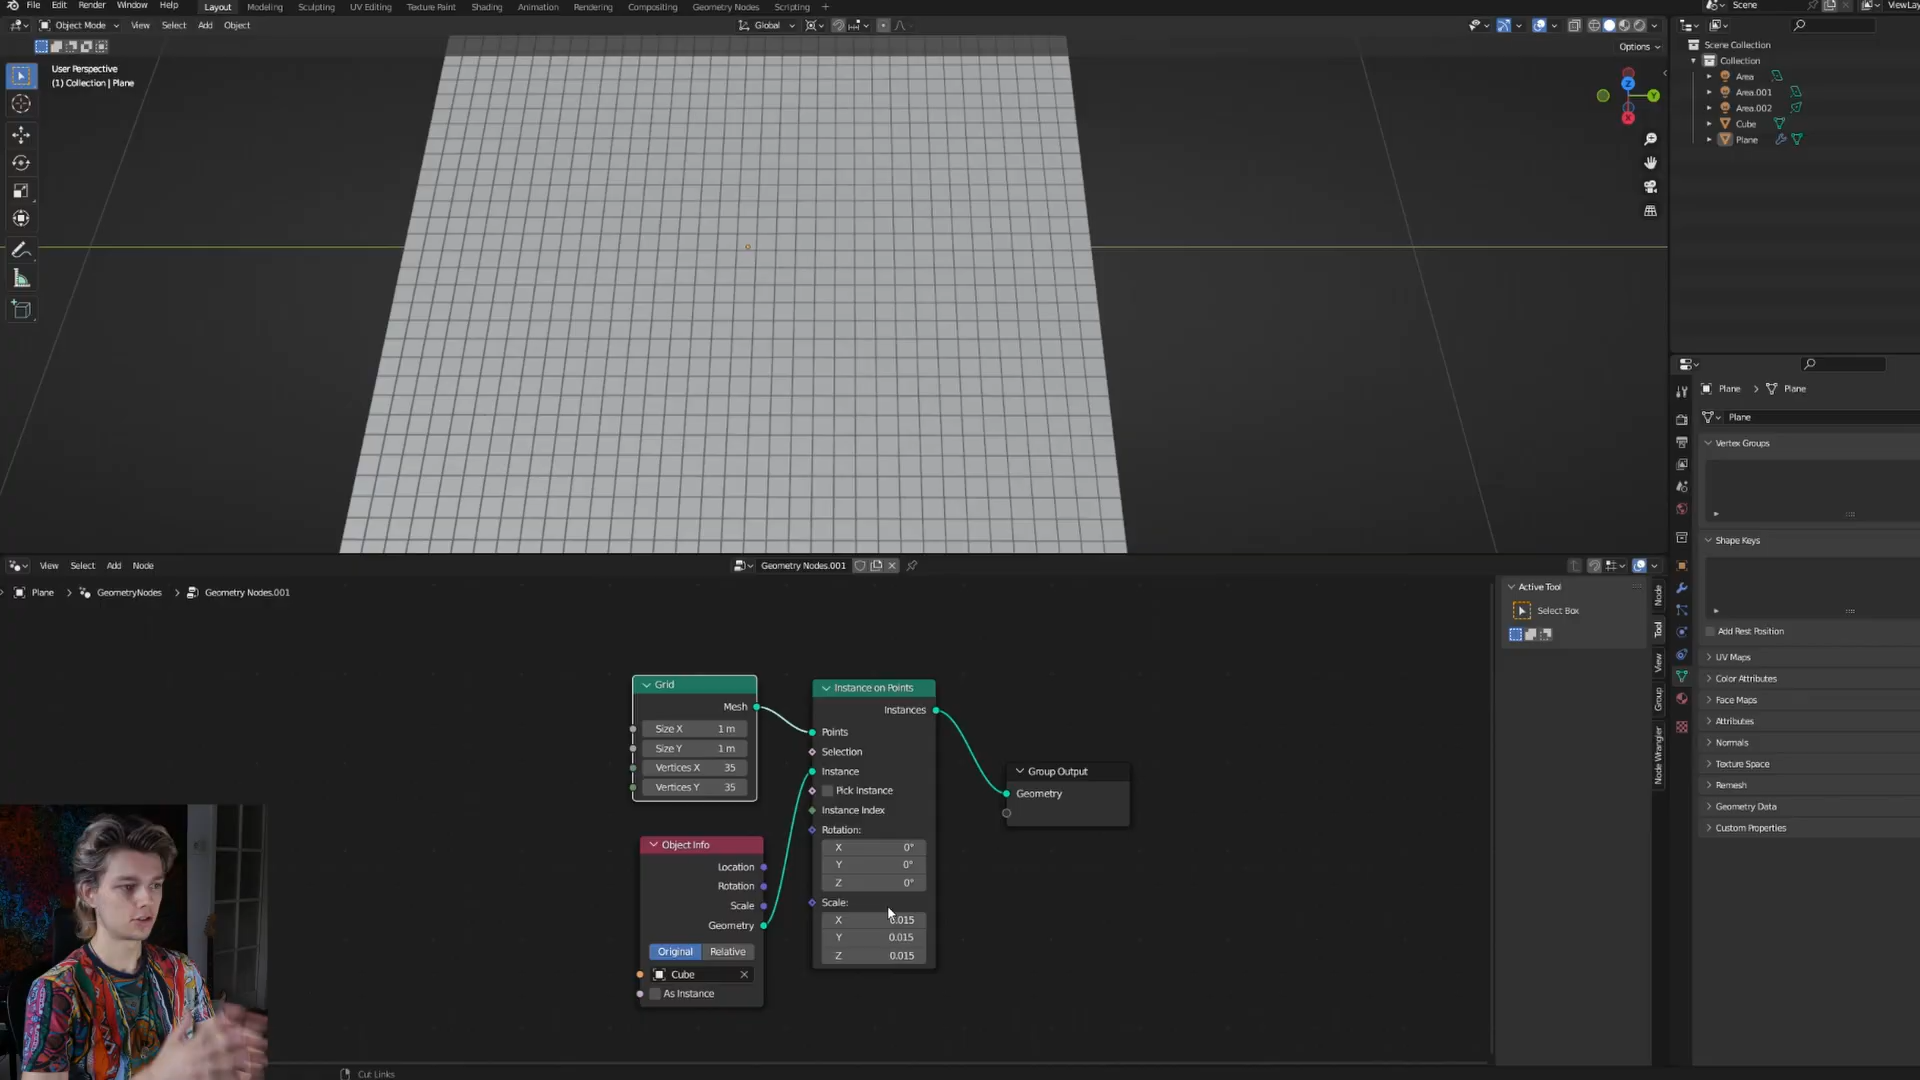 File Edit Render Window Help Layout Modeling Sculpting UV Editing Texture Paint Shading Animation Rendering Compositing Geometry Nodes Scripting + Scene ViewLay
Object Mode View Select Add Object Global
Options
User Perspective
(1) Collection | Plane
Z
Y
X
Scene Collection
Collection
Area
Area.001
Area.002
Cube
Plane
Plane > Plane
Plane
Vertex Groups
Shape Keys
Add Rest Position
UV Maps
Color Attributes
Face Maps
Attributes
Normals
Texture Space
Remesh
Geometry Data
Custom Properties
View Select Add Node Geometry Nodes.001
Plane > GeometryNodes > Geometry Nodes.001
Active Tool
Select Box
Node
Tool
View
Group
Node Wrangler
Grid
Mesh
Size X 1 m
Size Y 1 m
Vertices X 35
Vertices Y 35
Object Info
Location
Rotation
Scale
Geometry
Original Relative
Cube
As Instance
Instance on Points
Instances
Points
Selection
Instance
Pick Instance
Instance Index
Rotation:
X 0°
Y 0°
Z 0°
Scale:
X 0.015
Y 0.015
Z 0.015
Group Output
Geometry
Cut Links